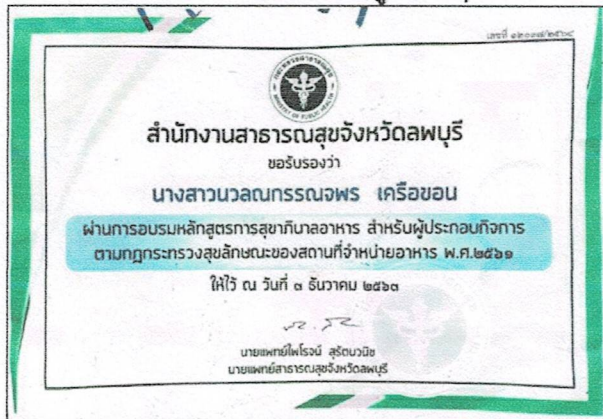 สำนักงานสาธารณสุขจังหวัดลพบุรี
ขอรับรองว่า
นางสาวนวลณกรรณจพร เครือขอน
ผ่านการอบรมหลักสูตรการสุขาภิบาลอาหาร สำหรับผู้ประกอบกิจการ
ตามกฎกระทรวงสุขลักษณะของสถานที่จำหน่ายอาหาร พ.ศ.๒๕๖๑
ให้ไว้ ณ วันที่ ๓ ธันวาคม ๒๕๖๓
นายแพทย์ไพโรจน์ สุรัตนวนิช
นายแพทย์สาธารณสุขจังหวัดลพบุรี